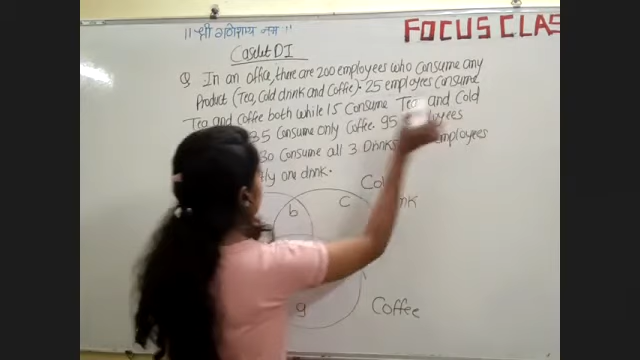 ॥ श्री गणेशाय नमः ॥
FOCUS CLAS
Caselet DI
Q In an office, there are 200 employees who consume any
Product (Tea, Cold drink and Coffee). 25 employees consume
Tea and Coffee both while 15 consume Tea and Cold
35 Consume only Coffee. 95 employees
30 Consume all 3 Drinks employees
one drink.
b
c
g
Coffee